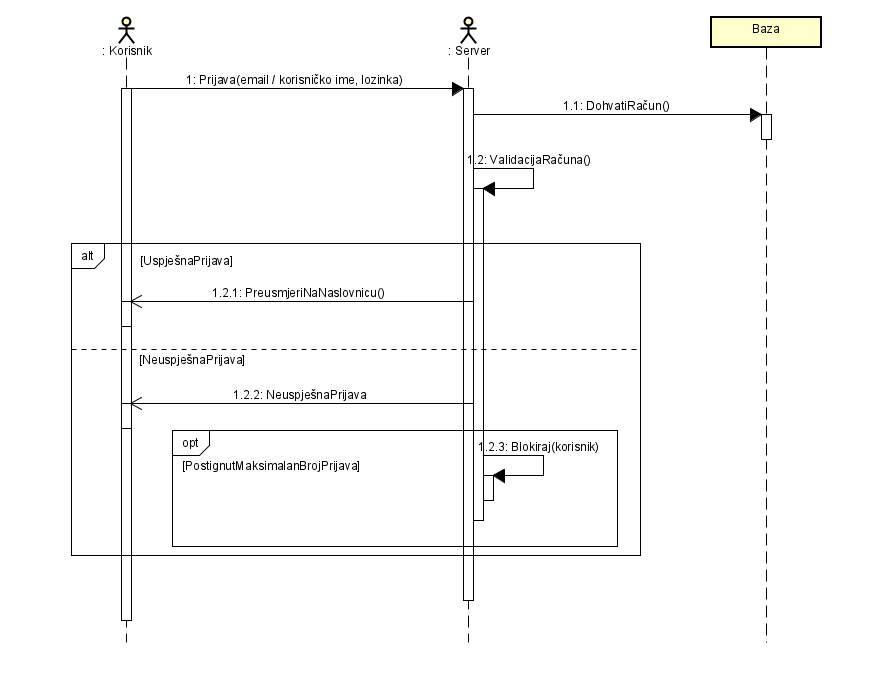 : Korisnik
: Server
Baza
1: Prijava(email / korisničko ime, lozinka)
1.1: DohvatiRačun()
1.2: ValidacijaRačuna()
alt
[UspješnaPrijava]
1.2.1: PreusmjeriNaNaslovnicu()
[NeuspješnaPrijava]
1.2.2: NeuspješnaPrijava
opt
1.2.3: Blokiraj(korisnik)
[PostignutMaksimalanBrojPrijava]